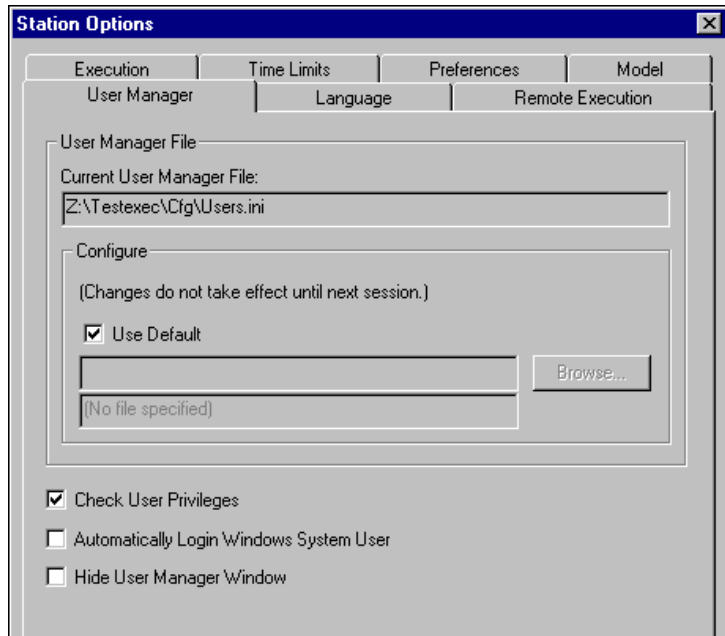 Station Options
Execution Time Limits Preferences Model
User Manager Language Remote Execution
User Manager File
Current User Manager File:
Z:\Testexec\Cfg\Users.ini
Configure
(Changes do not take effect until next session.)
Use Default
Browse...
(No file specified)
Check User Privileges
Automatically Login Windows System User
Hide User Manager Window